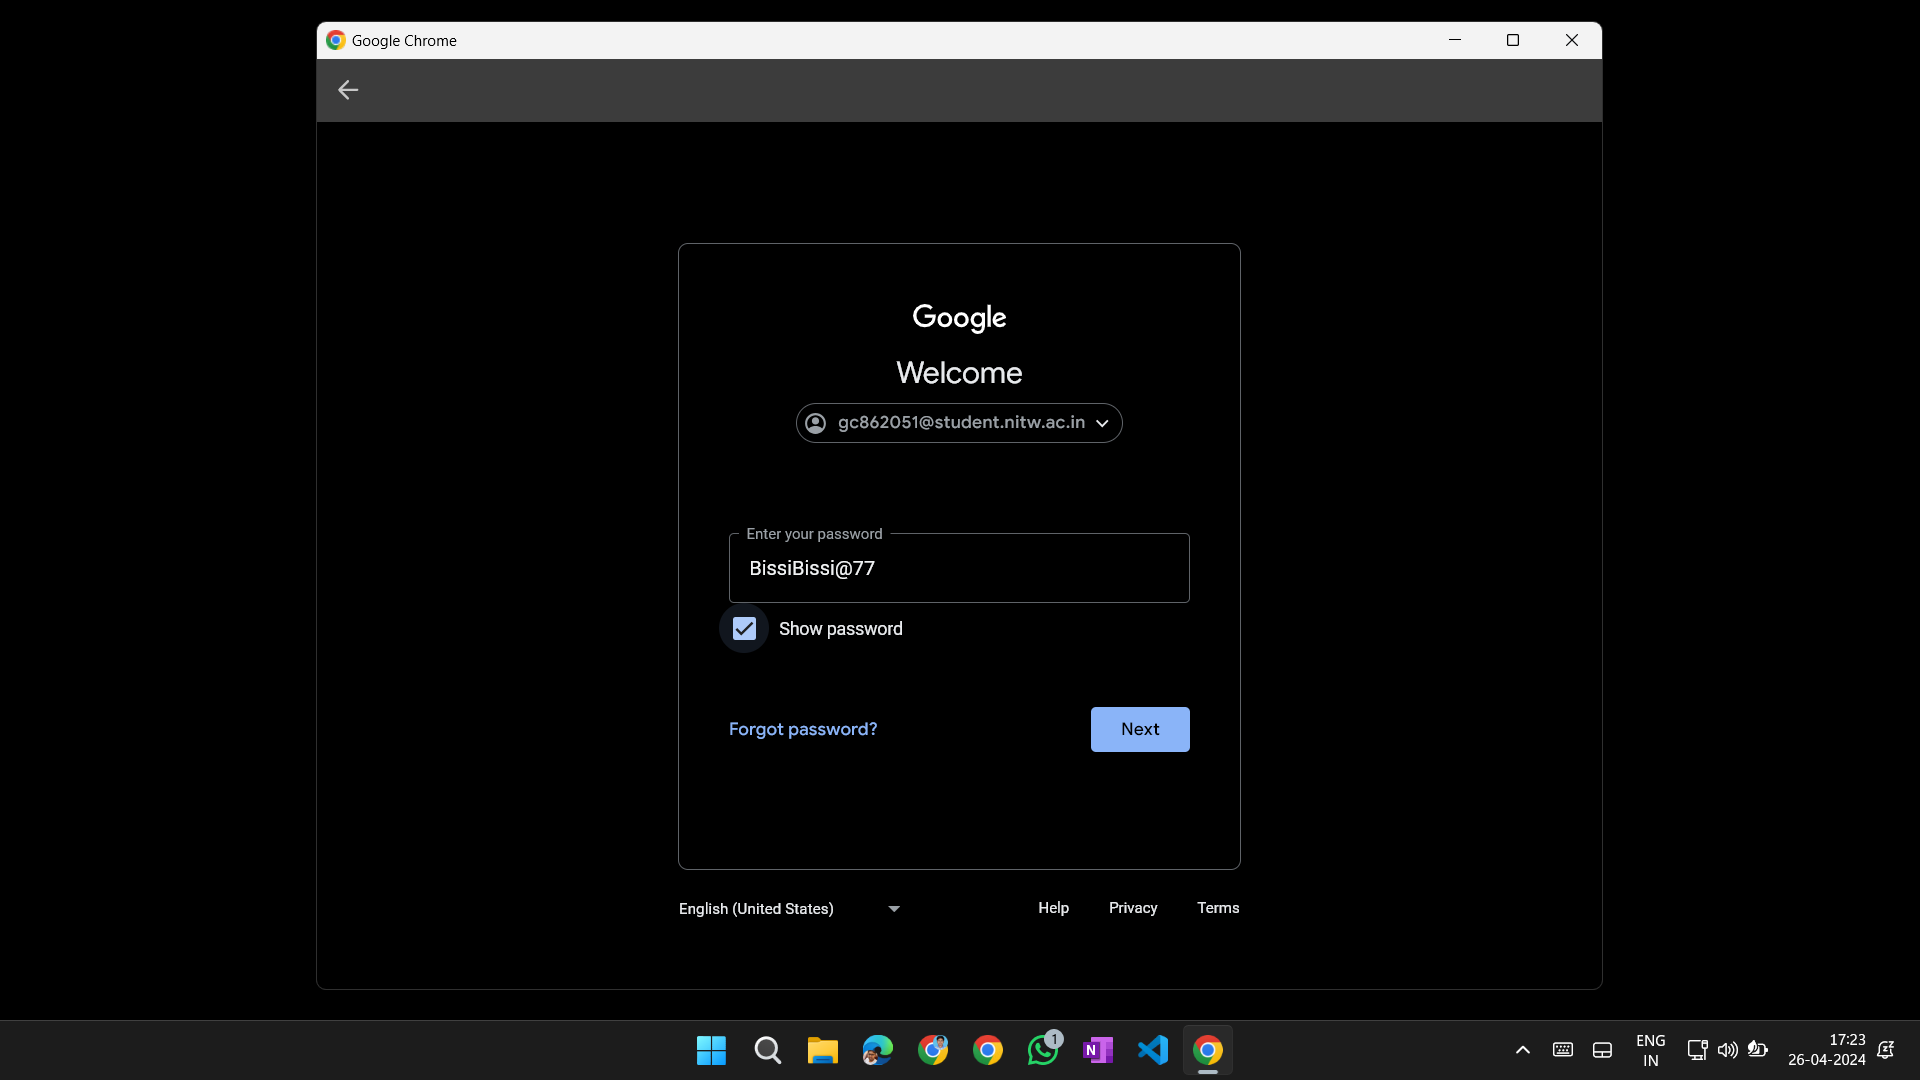 Google Chrome
Google
Welcome
gc862051@student.nitw.ac.in
Enter your password
BissiBissi@77
Show password
Forgot password?
Next
English (United States)
Help
Privacy
Terms
1
N
ENG
IN
17:23
26-04-2024